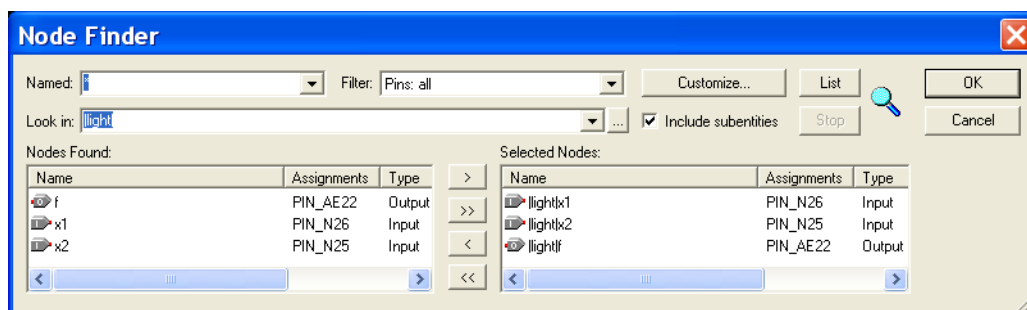 Node Finder
Named: * Filter: Pins: all Customize... List OK
Look in: |light| ... Include subentities Stop Cancel
Nodes Found: Selected Nodes:
Name Assignments Type > Name Assignments Type
f PIN_AE22 Output |light|x1 PIN_N26 Input
x1 PIN_N26 Input >> |light|x2 PIN_N25 Input
x2 PIN_N25 Input < |light|f PIN_AE22 Output
<<